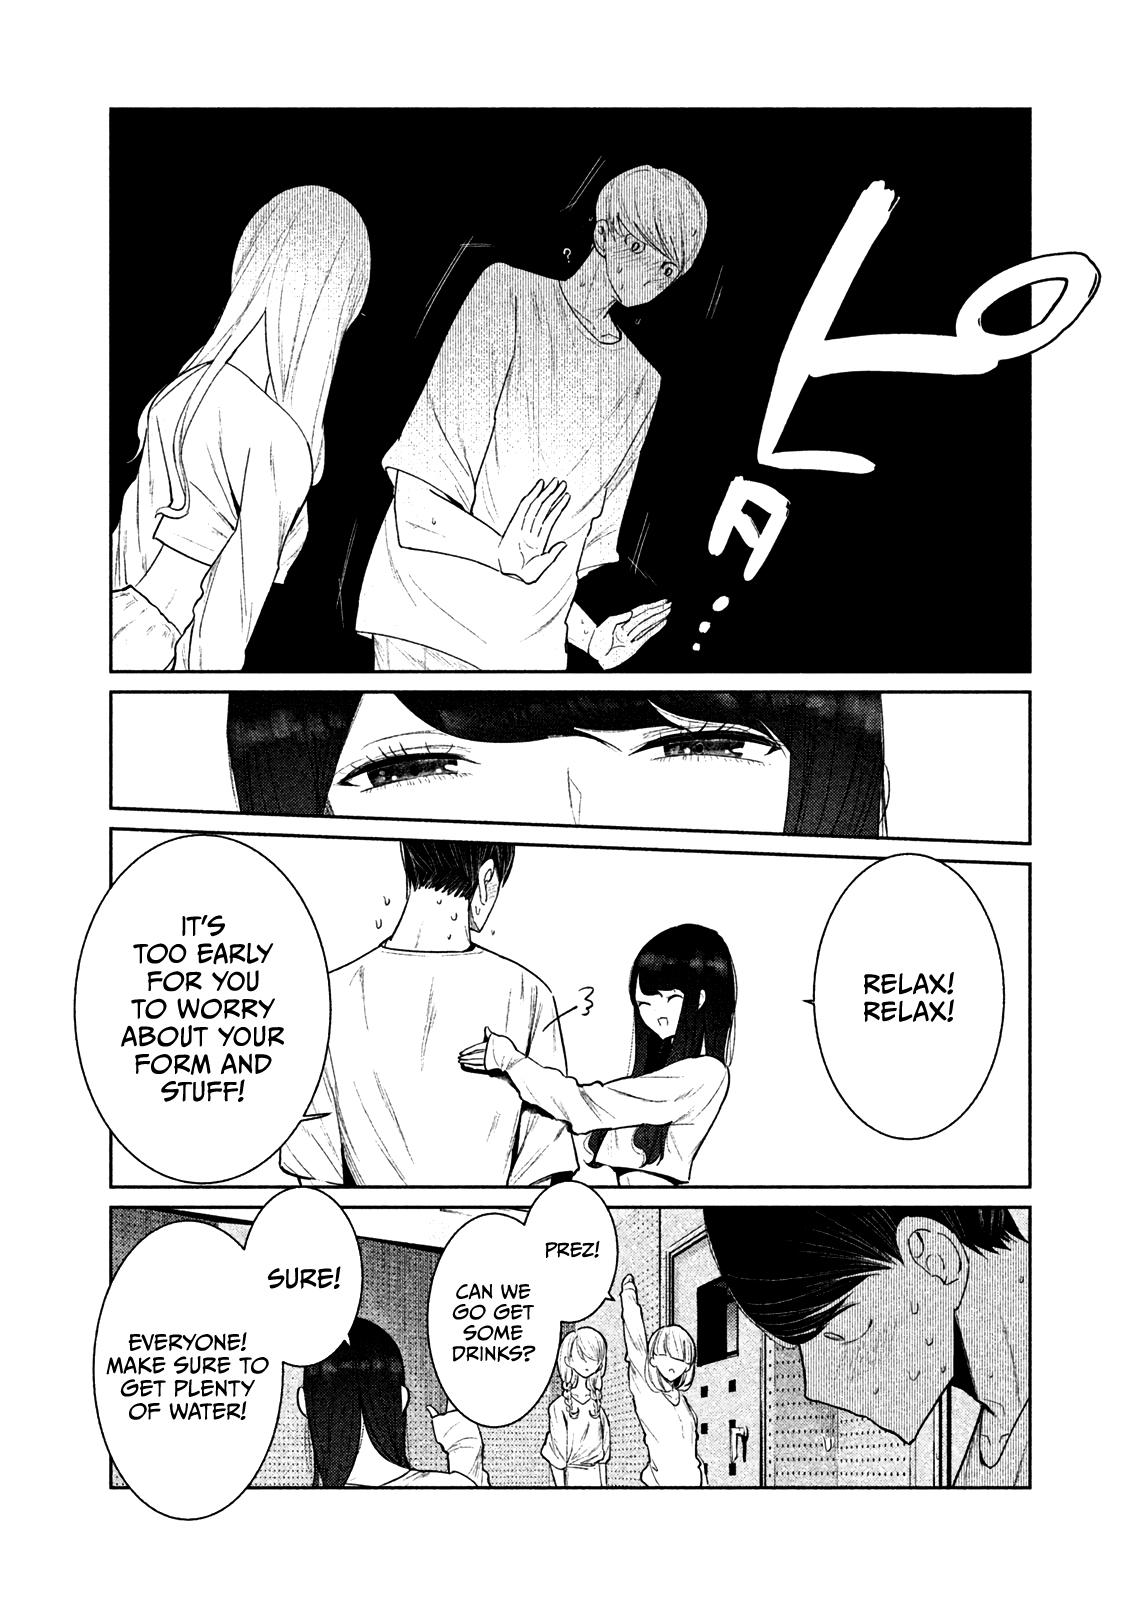 ピタ…
?
RELAX!
RELAX!
IT'S
TOO EARLY
FOR YOU
TO WORRY
ABOUT YOUR
FORM AND
STUFF!
PREZ!
CAN WE
GO GET
SOME
DRINKS?
SURE!
EVERYONE!
MAKE SURE TO
GET PLENTY
OF WATER!